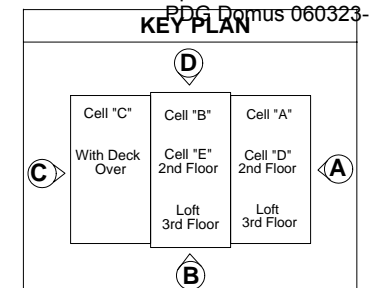 PDG Domus 060323-
KEY PLAN
D
Cell "C"
With Deck
Over
Cell "B"
Cell "E"
2nd Floor
Loft
3rd Floor
Cell "A"
Cell "D"
2nd Floor
Loft
3rd Floor
C
A
B